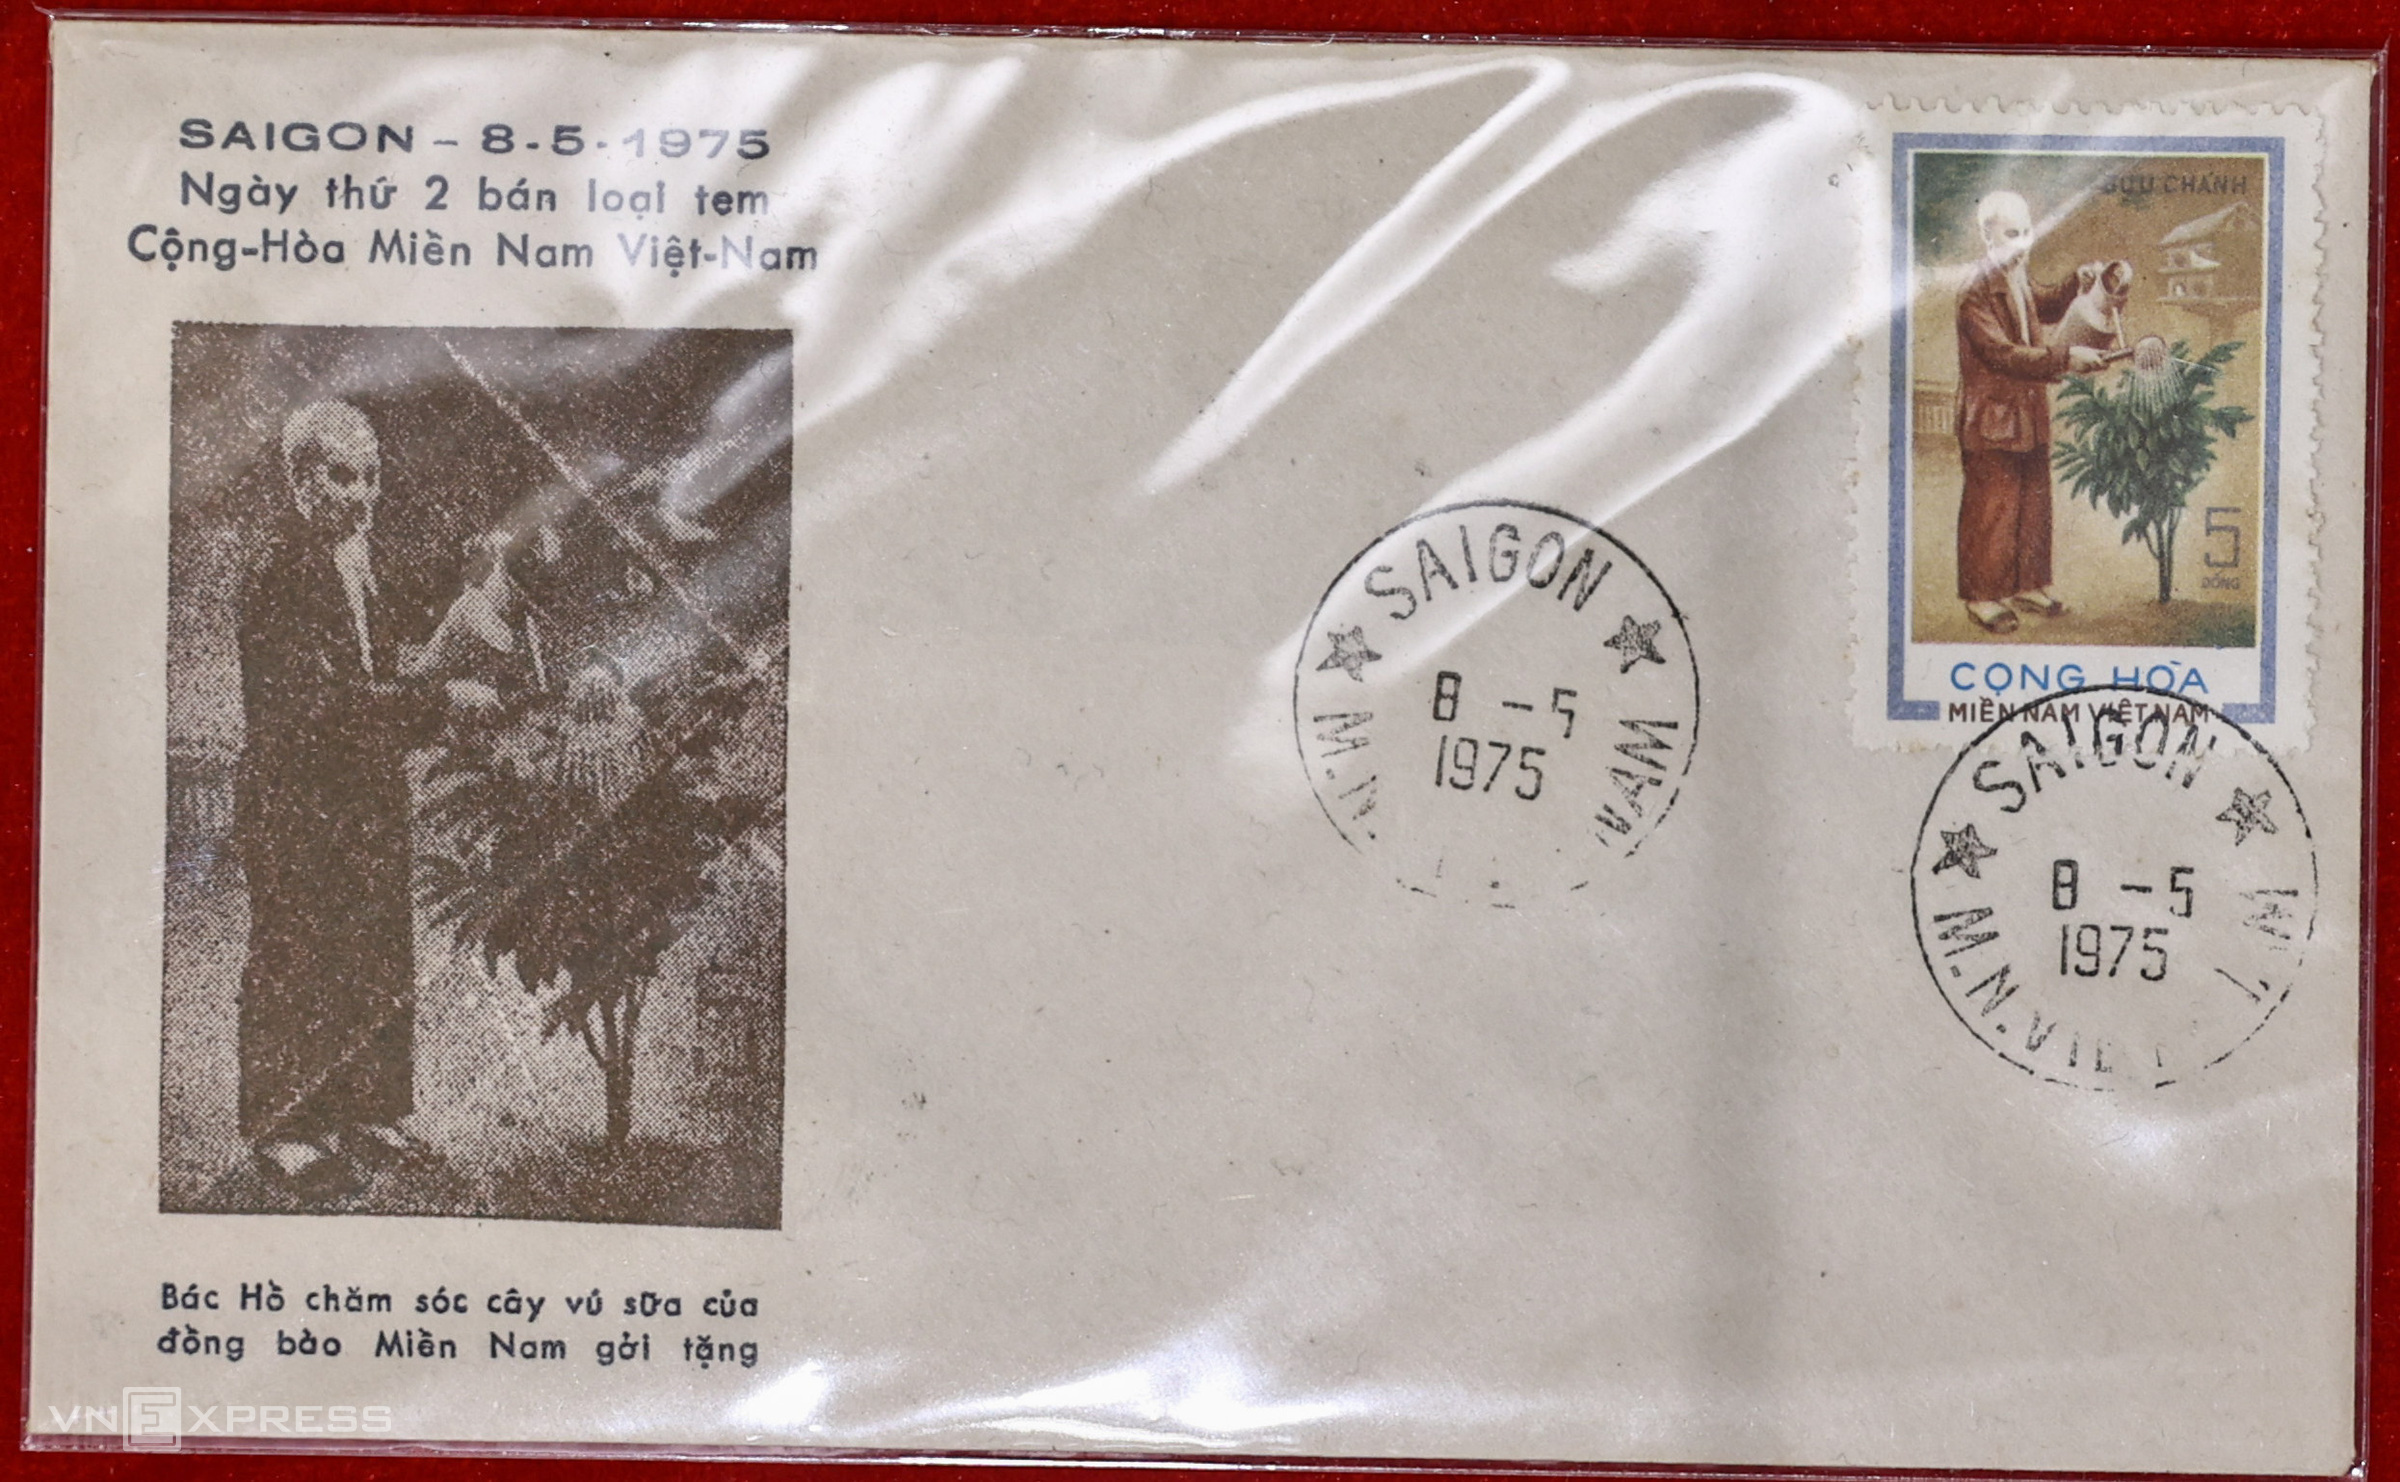 SAIGON - 8-5-1975
Ngày thứ 2 bán loại tem
Cộng-Hòa Miền Nam Việt-Nam
Bác Hồ chăm sóc cây vú sữa của
đồng bào Miền Nam gởi tặng
BƯU CHÁNH
5
ĐỒNG
CỘNG HÒA
MIỀN NAM VIỆT NAM
SAIGON
8 - 5
1975
M.N. NAM
SAIGON
8 - 5
1975
M.N.
VNEXPRESS